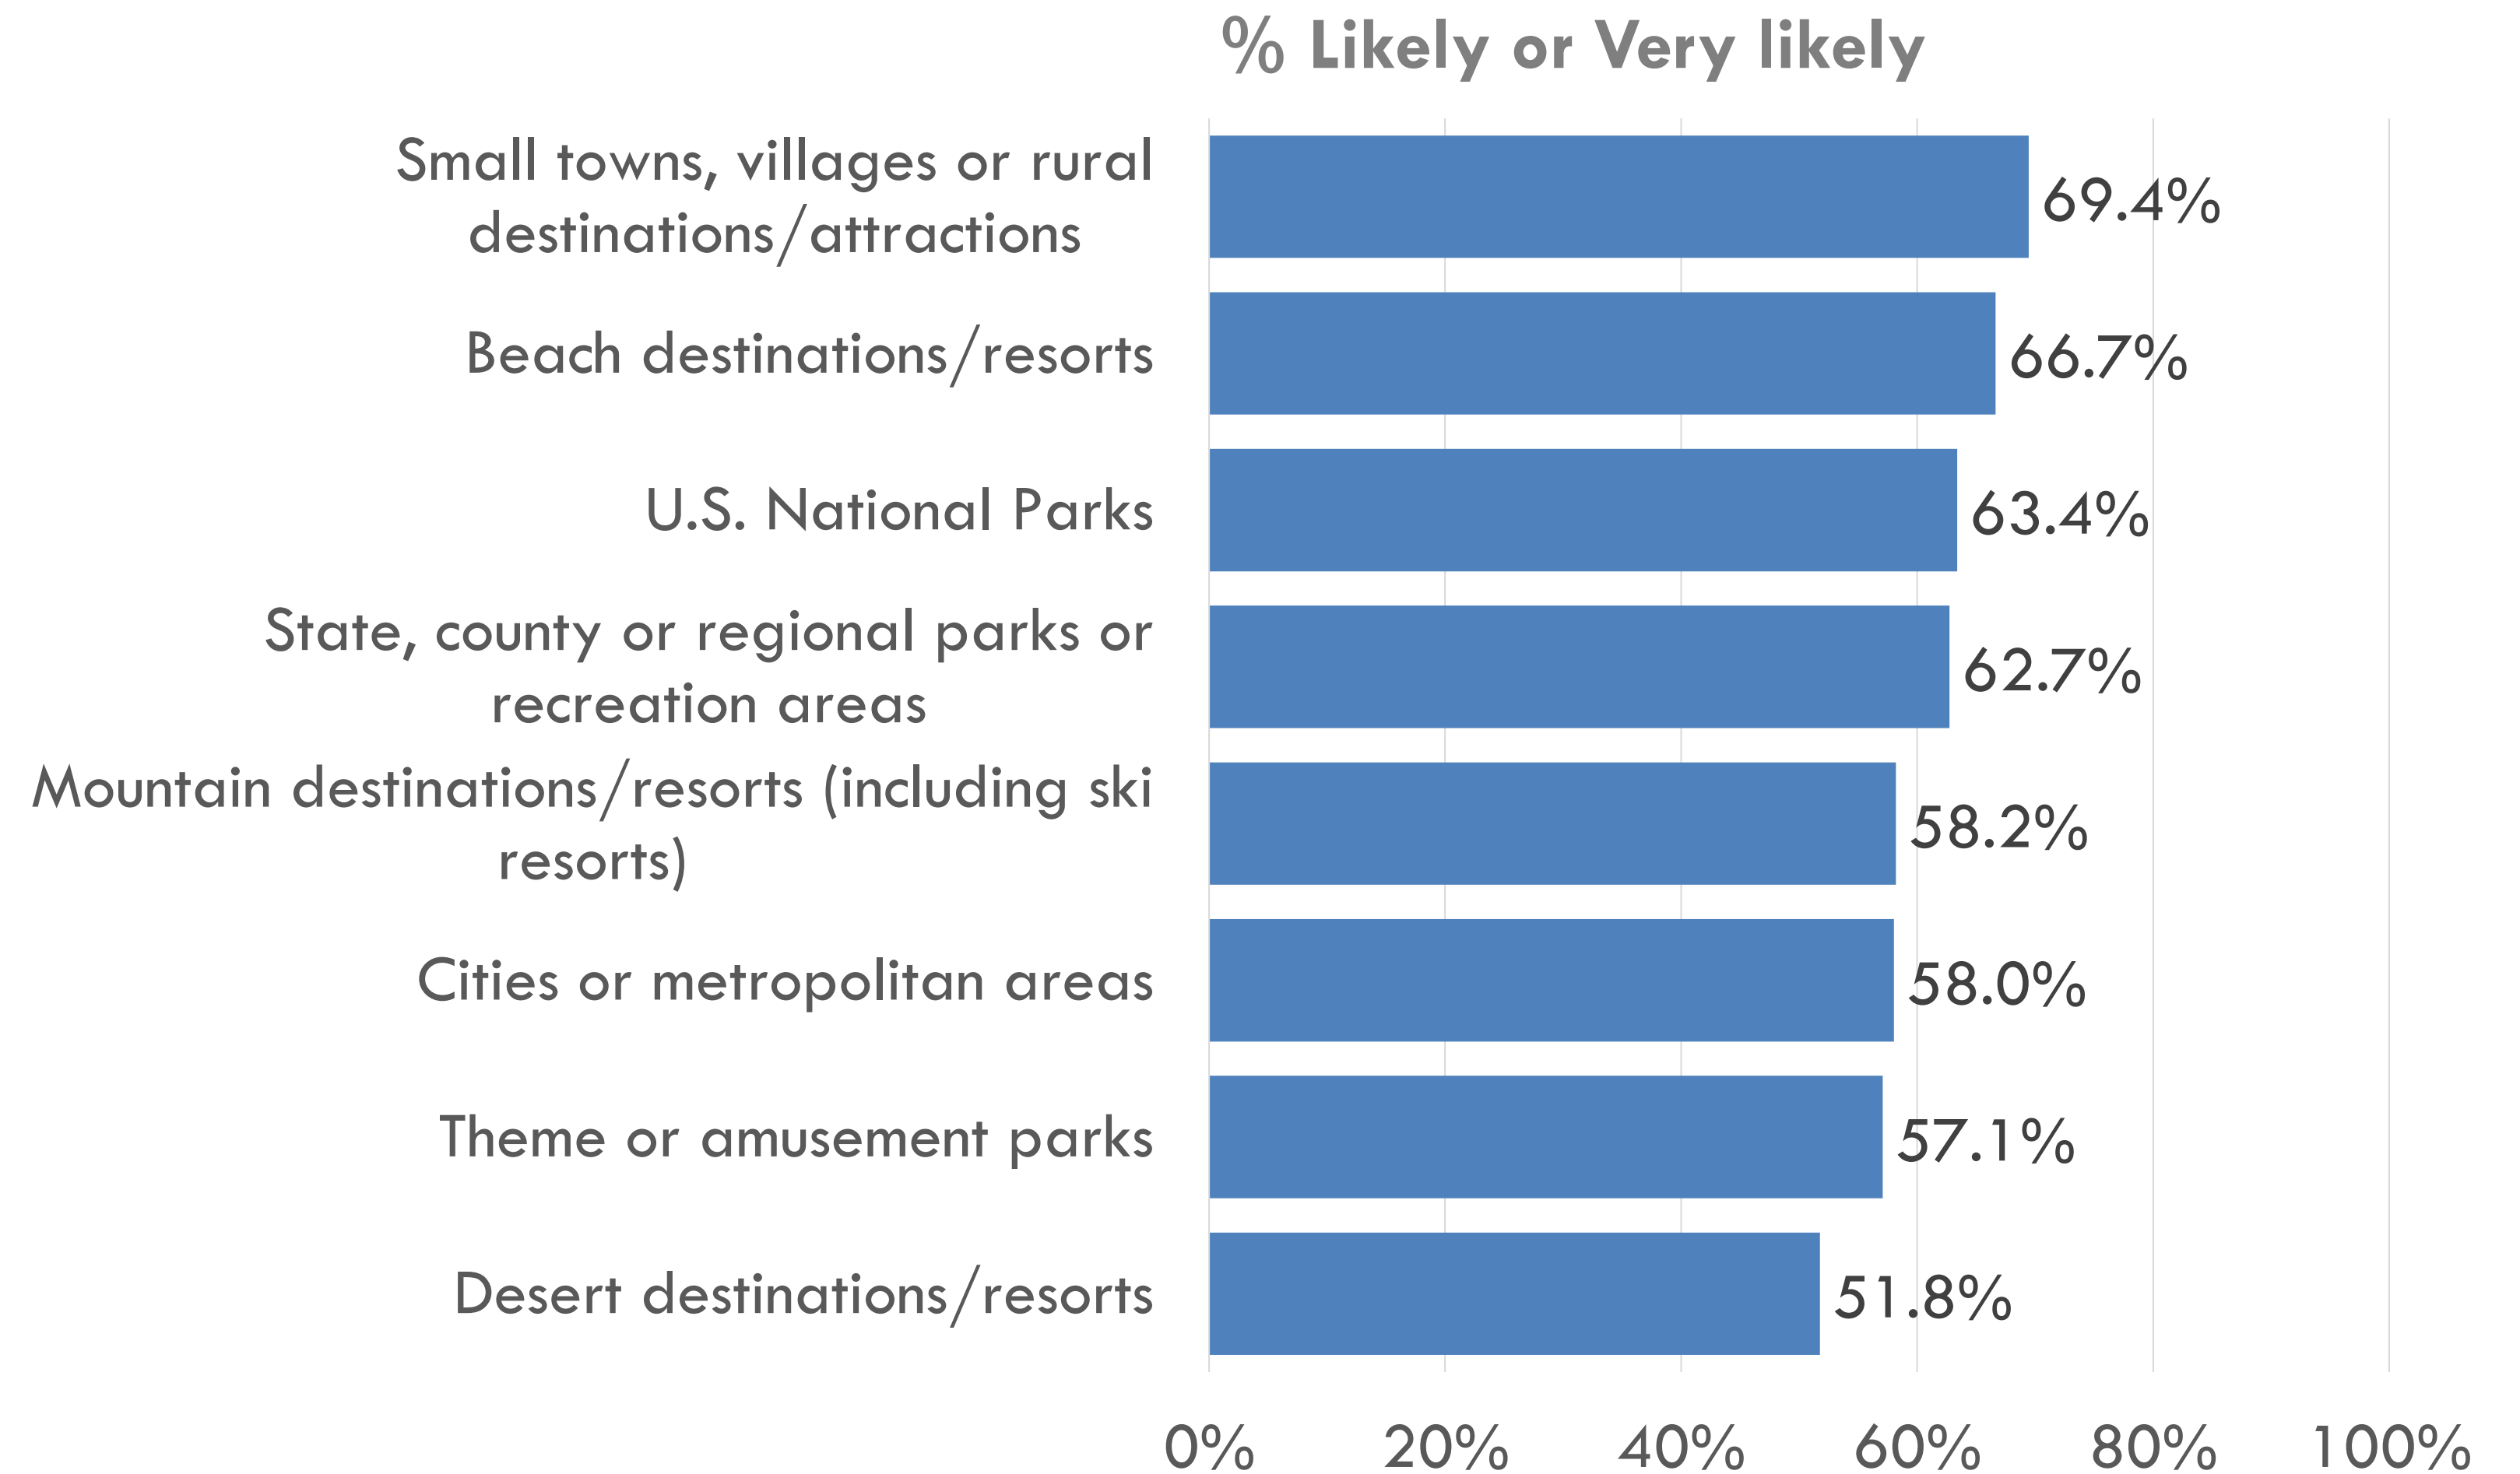 % Likely or Very likely
Small towns, villages or rural
destinations/attractions
69.4%
Beach destinations/resorts
66.7%
U.S. National Parks
63.4%
State, county or regional parks or
recreation areas
62.7%
Mountain destinations/resorts (including ski
resorts)
58.2%
Cities or metropolitan areas
58.0%
Theme or amusement parks
57.1%
Desert destinations/resorts
51.8%
0% 20% 40% 60% 80% 100%